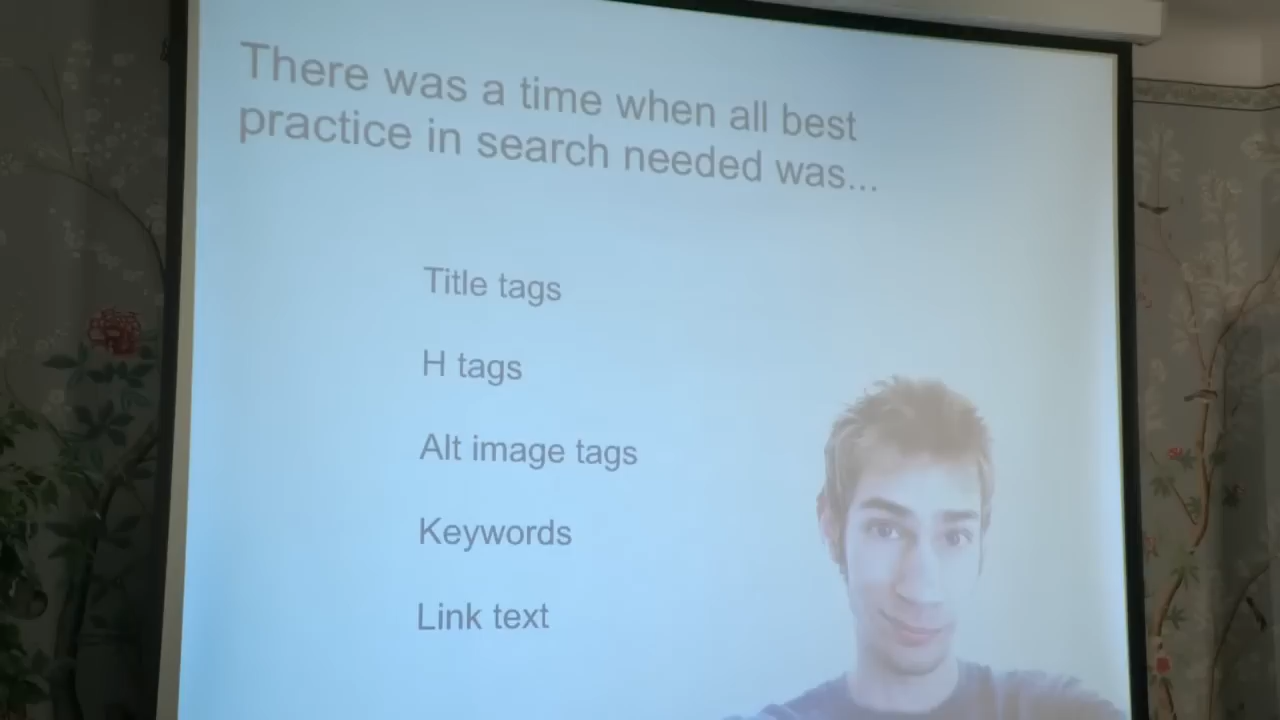 There was a time when all best
practice in search needed was...
Title tags
H tags
Alt image tags
Keywords
Link text